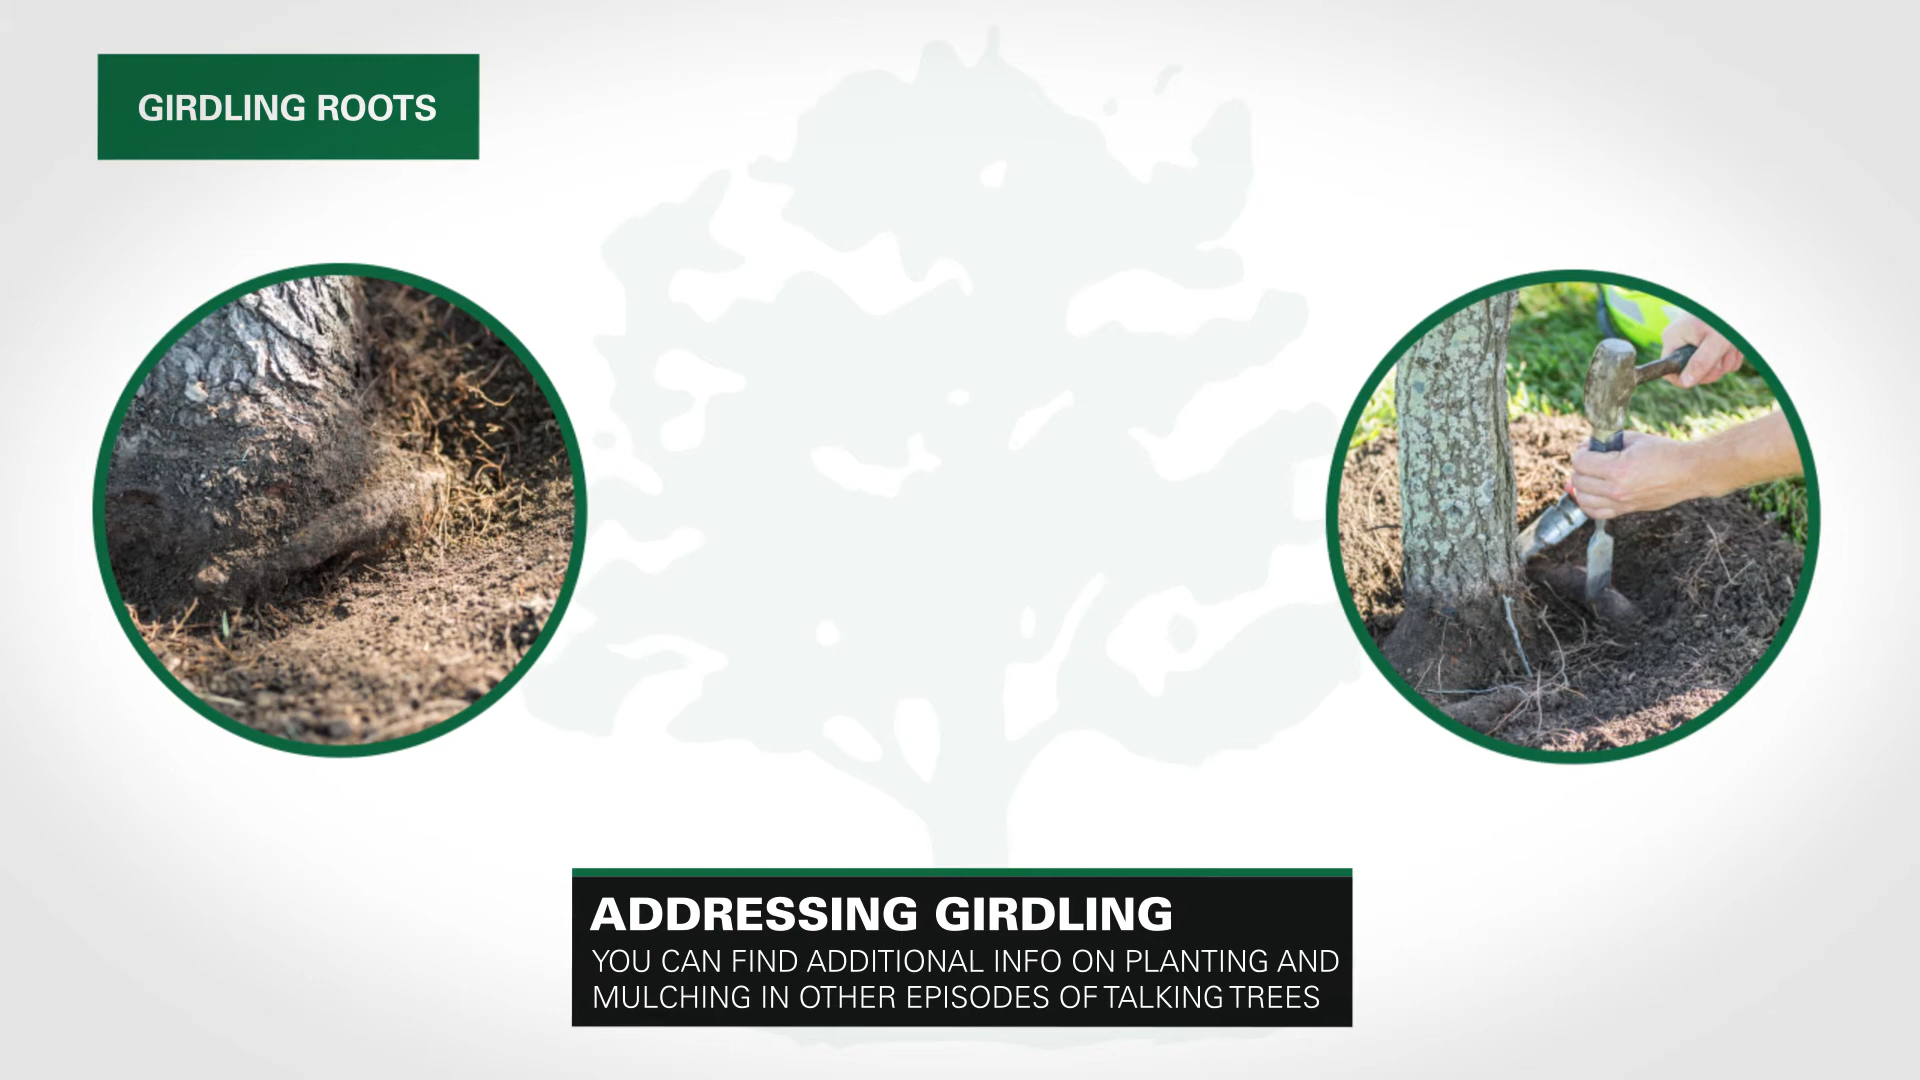 GIRDLING ROOTS
ADDRESSING GIRDLING
YOU CAN FIND ADDITIONAL INFO ON PLANTING AND
MULCHING IN OTHER EPISODES OF TALKING TREES